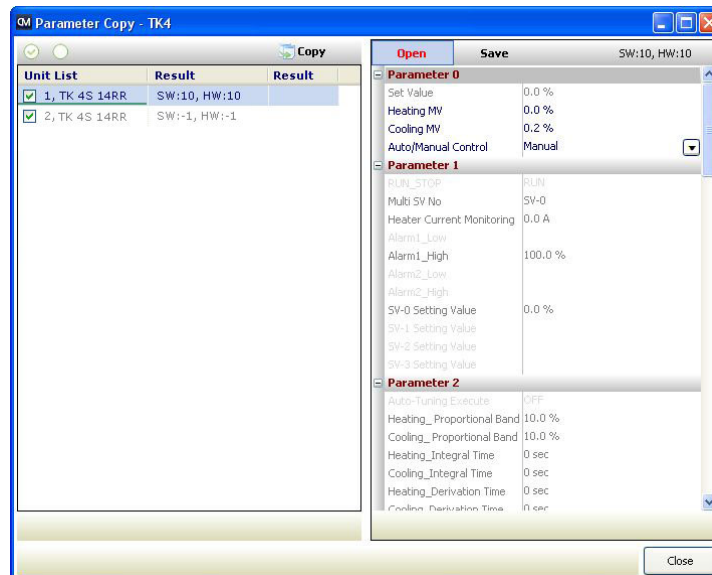 CM Parameter Copy - TK4
Copy
Unit List Result Result
1, TK 4S 14RR SW:10, HW:10
2, TK 4S 14RR SW:-1, HW:-1
Open Save SW:10, HW:10
Parameter 0
Set Value 0.0 %
Heating MV 0.0 %
Cooling MV 0.2 %
Auto/Manual Control Manual
Parameter 1
RUN_STOP RUN
Multi SV No SV-0
Heater Current Monitoring 0.0 A
Alarm1_Low
Alarm1_High 100.0 %
Alarm2_Low
Alarm2_High
SV-0 Setting Value 0.0 %
SV-1 Setting Value
SV-2 Setting Value
SV-3 Setting Value
Parameter 2
Auto-Tuning Execute OFF
Heating_ Proportional Band 10.0 %
Cooling_ Proportional Band 10.0 %
Heating_Integral Time 0 sec
Cooling_Integral Time 0 sec
Heating_Derivation Time 0 sec
Cooling_Derivation Time 0 sec
Close